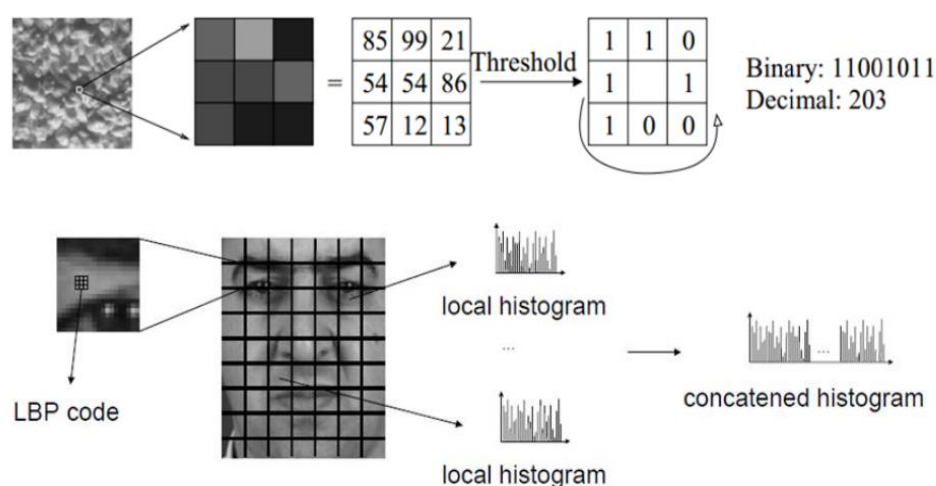 85 99 21
54 54 86
57 12 13
=
Threshold
1 1 0
1 1
1 0 0
Binary: 11001011
Decimal: 203
LBP code
local histogram
...
local histogram
...
concatened histogram